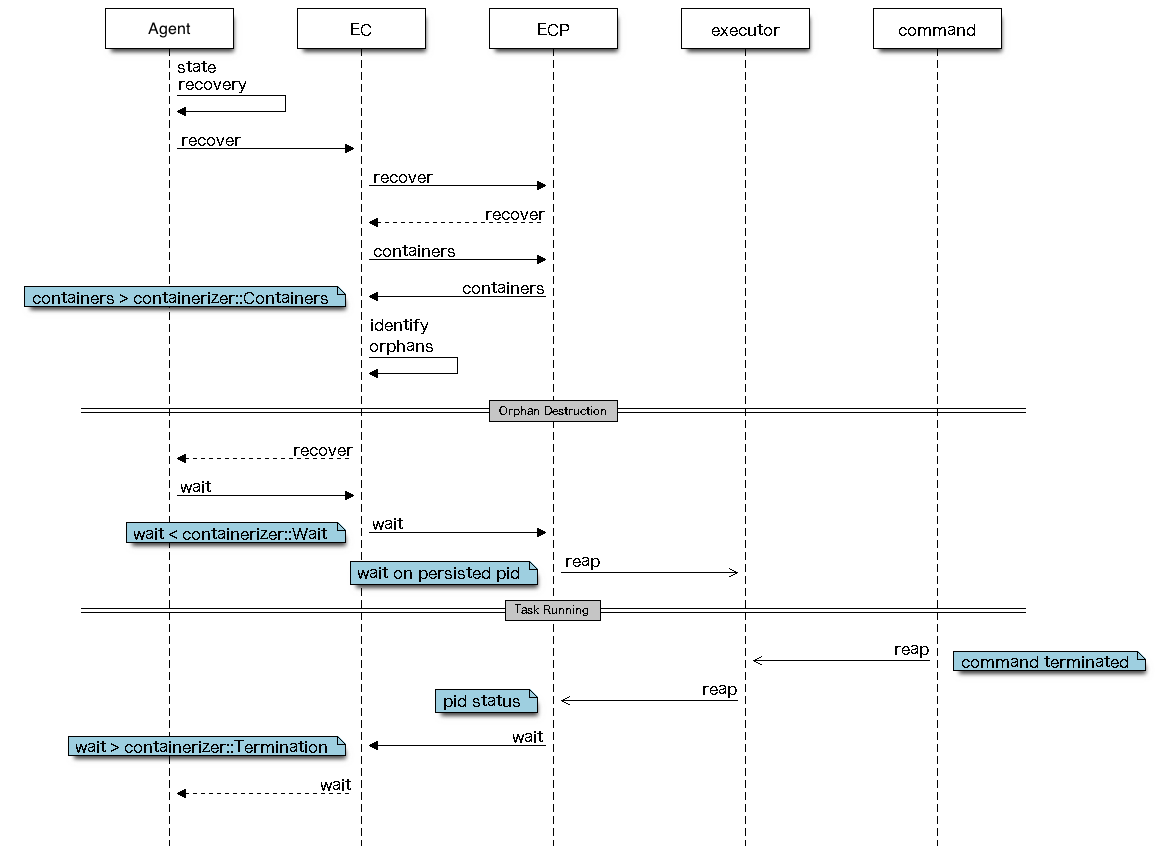 Agent
EC
ECP
executor
command
state
recovery
recover
recover
recover
containers
containers
containers > containerizer::Containers
identify
orphans
Orphan Destruction
recover
wait
wait
wait < containerizer::Wait
reap
wait on persisted pid
Task Running
reap
command terminated
reap
pid status
wait
wait > containerizer::Termination
wait